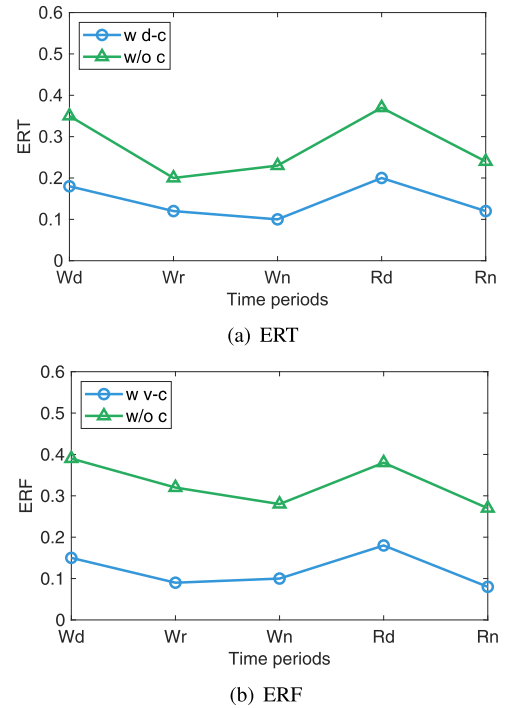 0.6
0.5
0.4
0.3
0.2
0.1
0
ERT
w d-c
w/o c
Wd Wr Wn Rd Rn
Time periods
(a) ERT
0.6
0.5
0.4
0.3
0.2
0.1
0
ERF
w v-c
w/o c
Wd Wr Wn Rd Rn
Time periods
(b) ERF